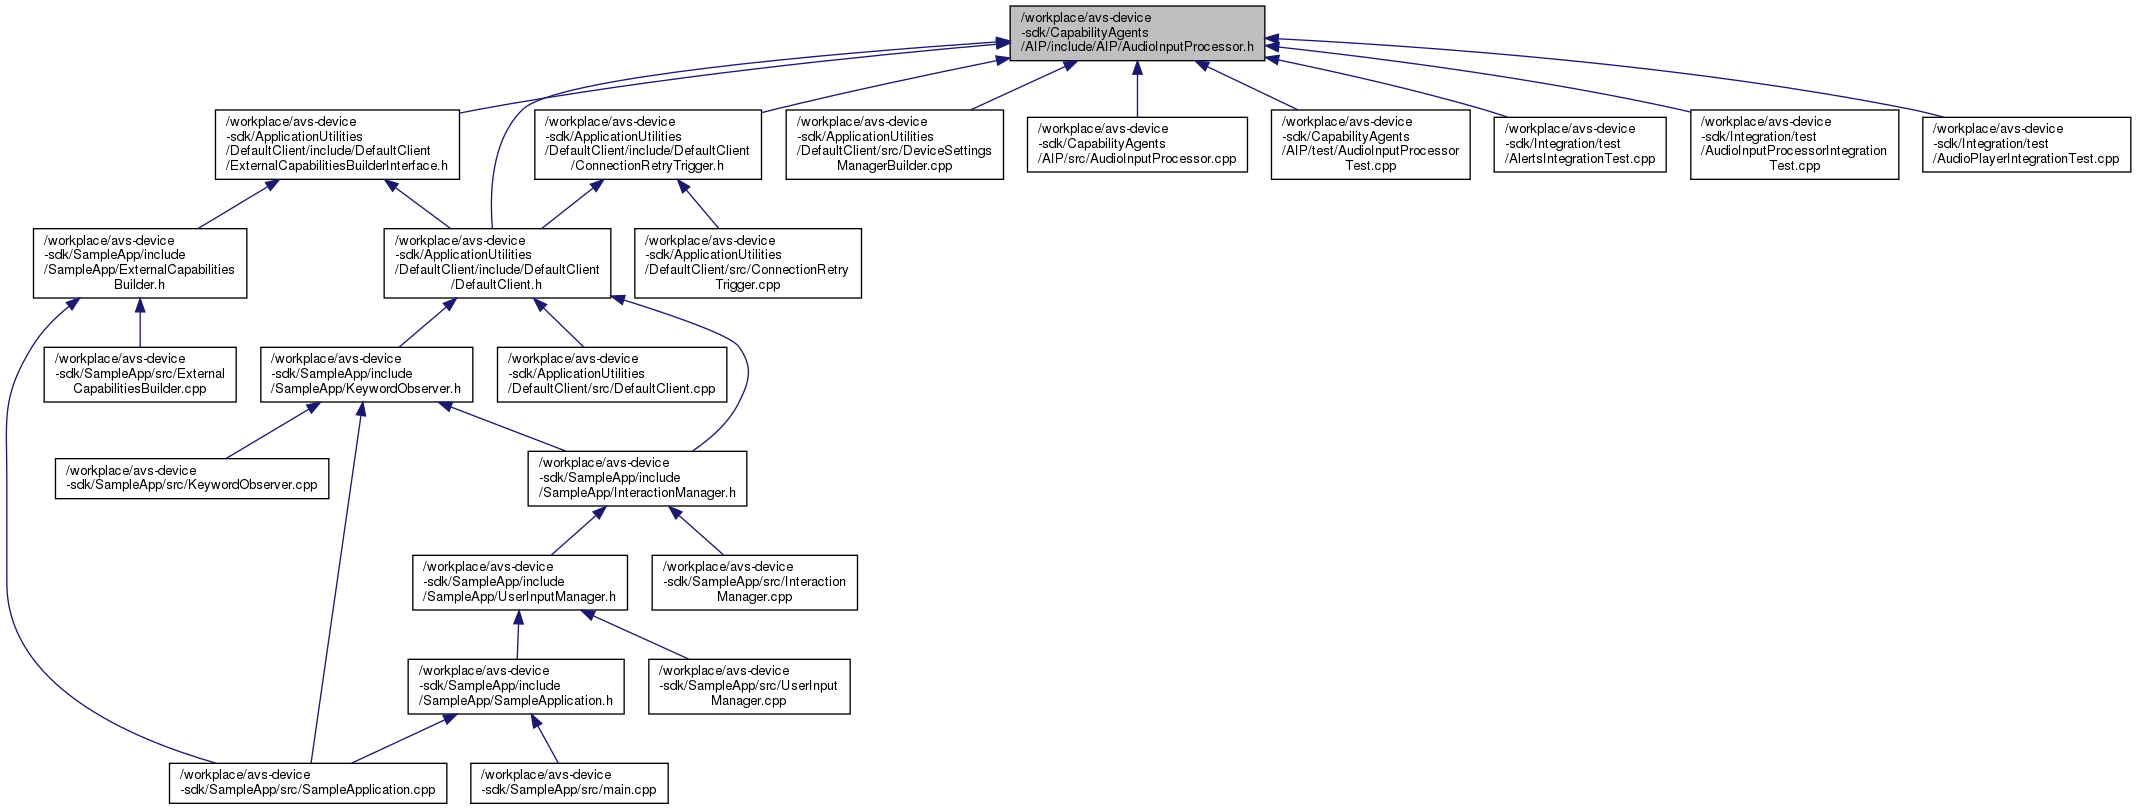 /workplace/avs-device
-sdk/CapabilityAgents
/AIP/include/AIP/AudioInputProcessor.h
/workplace/avs-device
-sdk/ApplicationUtilities
/DefaultClient/include/DefaultClient
/ExternalCapabilitiesBuilderInterface.h
/workplace/avs-device
-sdk/ApplicationUtilities
/DefaultClient/include/DefaultClient
/ConnectionRetryTrigger.h
/workplace/avs-device
-sdk/ApplicationUtilities
/DefaultClient/src/DeviceSettings
ManagerBuilder.cpp
/workplace/avs-device
-sdk/CapabilityAgents
/AIP/src/AudioInputProcessor.cpp
/workplace/avs-device
-sdk/CapabilityAgents
/AIP/test/AudioInputProcessor
Test.cpp
/workplace/avs-device
-sdk/Integration/test
/AlertsIntegrationTest.cpp
/workplace/avs-device
-sdk/Integration/test
/AudioInputProcessorIntegration
Test.cpp
/workplace/avs-device
-sdk/Integration/test
/AudioPlayerIntegrationTest.cpp
/workplace/avs-device
-sdk/SampleApp/include
/SampleApp/ExternalCapabilities
Builder.h
/workplace/avs-device
-sdk/ApplicationUtilities
/DefaultClient/include/DefaultClient
/DefaultClient.h
/workplace/avs-device
-sdk/ApplicationUtilities
/DefaultClient/src/ConnectionRetry
Trigger.cpp
/workplace/avs-device
-sdk/SampleApp/src/External
CapabilitiesBuilder.cpp
/workplace/avs-device
-sdk/SampleApp/include
/SampleApp/KeywordObserver.h
/workplace/avs-device
-sdk/ApplicationUtilities
/DefaultClient/src/DefaultClient.cpp
/workplace/avs-device
-sdk/SampleApp/src/KeywordObserver.cpp
/workplace/avs-device
-sdk/SampleApp/include
/SampleApp/InteractionManager.h
/workplace/avs-device
-sdk/SampleApp/include
/SampleApp/UserInputManager.h
/workplace/avs-device
-sdk/SampleApp/src/Interaction
Manager.cpp
/workplace/avs-device
-sdk/SampleApp/include
/SampleApp/SampleApplication.h
/workplace/avs-device
-sdk/SampleApp/src/UserInput
Manager.cpp
/workplace/avs-device
-sdk/SampleApp/src/SampleApplication.cpp
/workplace/avs-device
-sdk/SampleApp/src/main.cpp